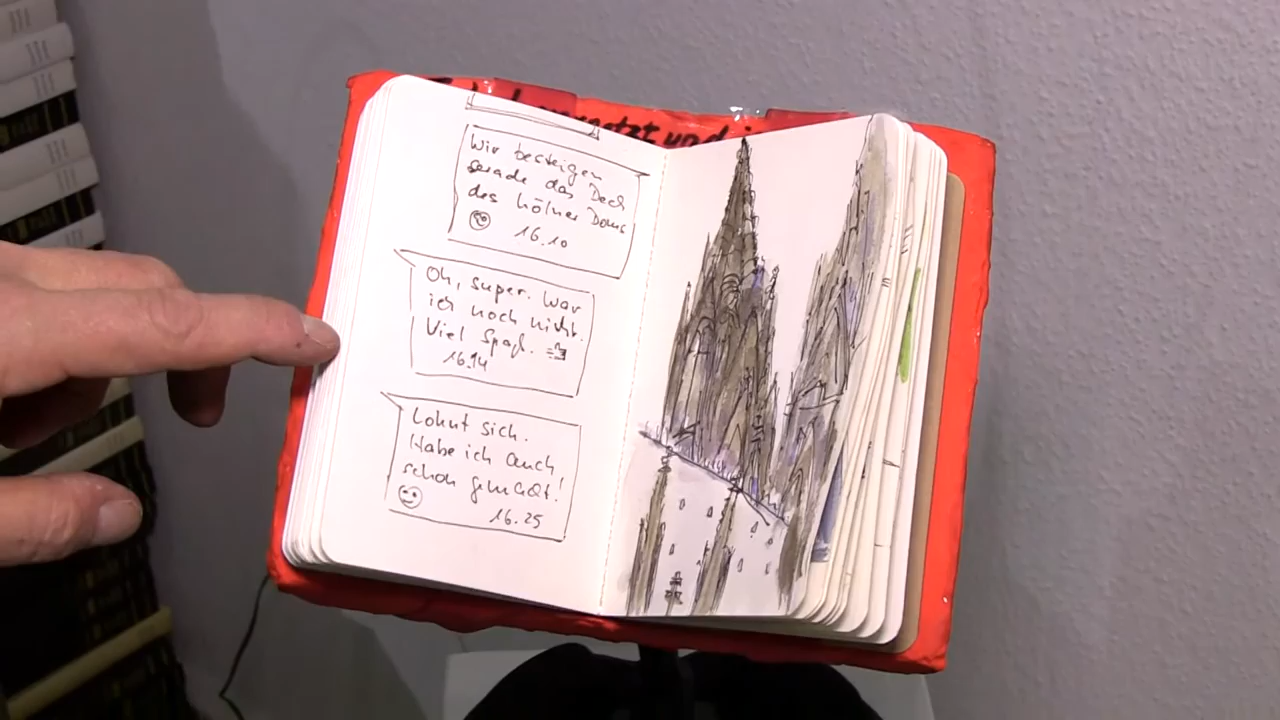 und
Wir besteigen
gerade das Dach
des Kölner Doms
16.10
Oh, super. War
ich noch nicht.
Viel Spaß.
16.14
Lohnt sich.
Habe ich auch
schon gemacht!
16.25